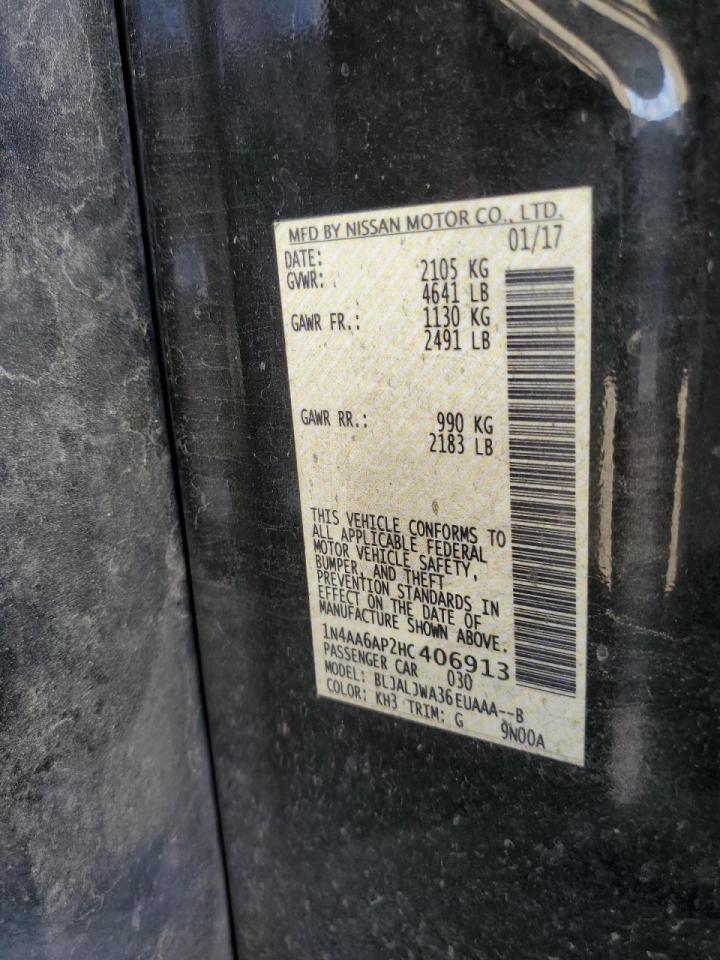 MFD BY NISSAN MOTOR CO., LTD.
DATE: 01/17
GVWR: 2105 KG
4641 LB
GAWR FR.: 1130 KG
2491 LB
GAWR RR.: 990 KG
2183 LB
THIS VEHICLE CONFORMS TO
ALL APPLICABLE FEDERAL
MOTOR VEHICLE SAFETY,
BUMPER, AND THEFT
PREVENTION STANDARDS IN
EFFECT ON THE DATE OF
MANUFACTURE SHOWN ABOVE.
1N4AA6AP2HC406913
PASSENGER CAR 030
MODEL: BLJALJWA36EUAAA--B
COLOR: KH3 TRIM: G 9N00A